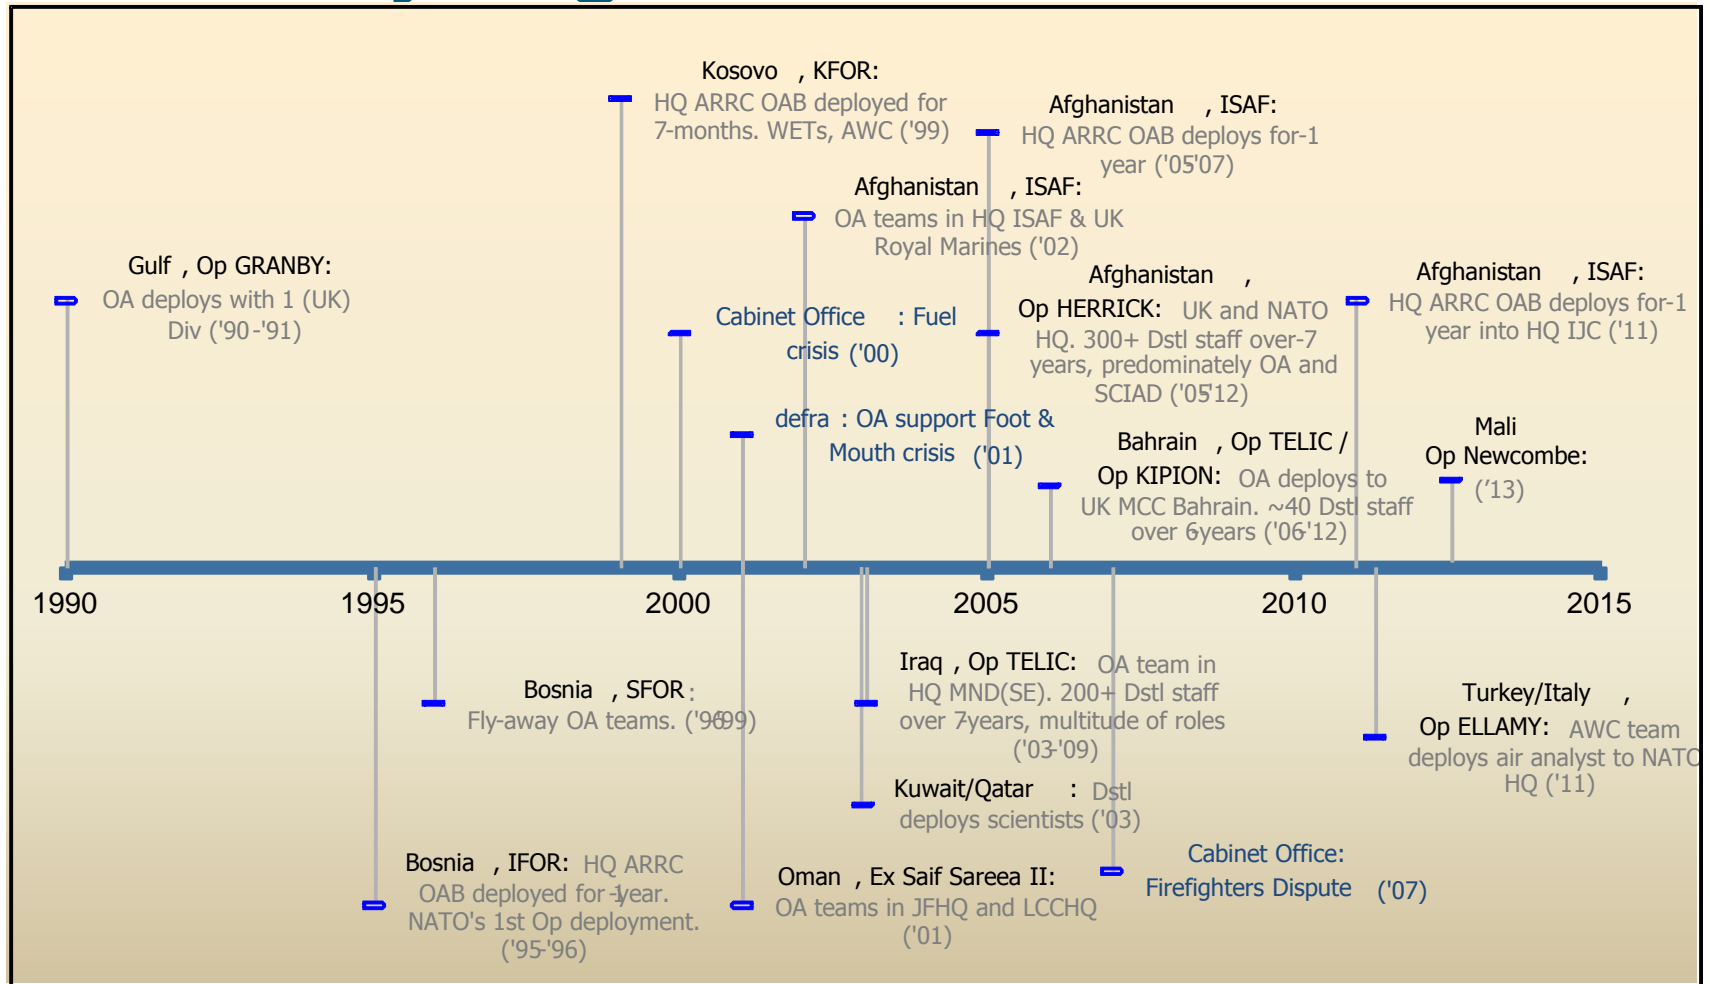 Kosovo , KFOR:
HQ ARRC OAB deployed for
7-months. WETs, AWC ('99)
Afghanistan , ISAF:
HQ ARRC OAB deploys for-1
year ('05-'07)
Afghanistan , ISAF:
OA teams in HQ ISAF & UK
Royal Marines ('02)
Gulf , Op GRANBY:
OA deploys with 1 (UK)
Div ('90-'91)
Cabinet Office : Fuel
crisis ('00)
Afghanistan ,
Op HERRICK: UK and NATO
HQ. 300+ Dstl staff over-7
years, predominately OA and
SCIAD ('05-'12)
Afghanistan , ISAF:
HQ ARRC OAB deploys for-1
year into HQ IJC ('11)
defra : OA support Foot &
Mouth crisis ('01)
Bahrain , Op TELIC /
Op KIPION: OA deploys to
UK MCC Bahrain. ~40 Dstl staff
over 6-years ('06-'12)
Mali
Op Newcombe:
('13)
1990 1995 2000 2005 2010 2015
Bosnia , SFOR:
Fly-away OA teams. ('96-'99)
Iraq , Op TELIC: OA team in
HQ MND(SE). 200+ Dstl staff
over 7-years, multitude of roles
('03-'09)
Turkey/Italy ,
Op ELLAMY: AWC team
deploys air analyst to NATO
HQ ('11)
Kuwait/Qatar : Dstl
deploys scientists ('03)
Bosnia , IFOR: HQ ARRC
OAB deployed for 1-year.
NATO's 1st Op deployment.
('95-'96)
Oman , Ex Saif Sareea II:
OA teams in JFHQ and LCCHQ
('01)
Cabinet Office:
Firefighters Dispute ('07)